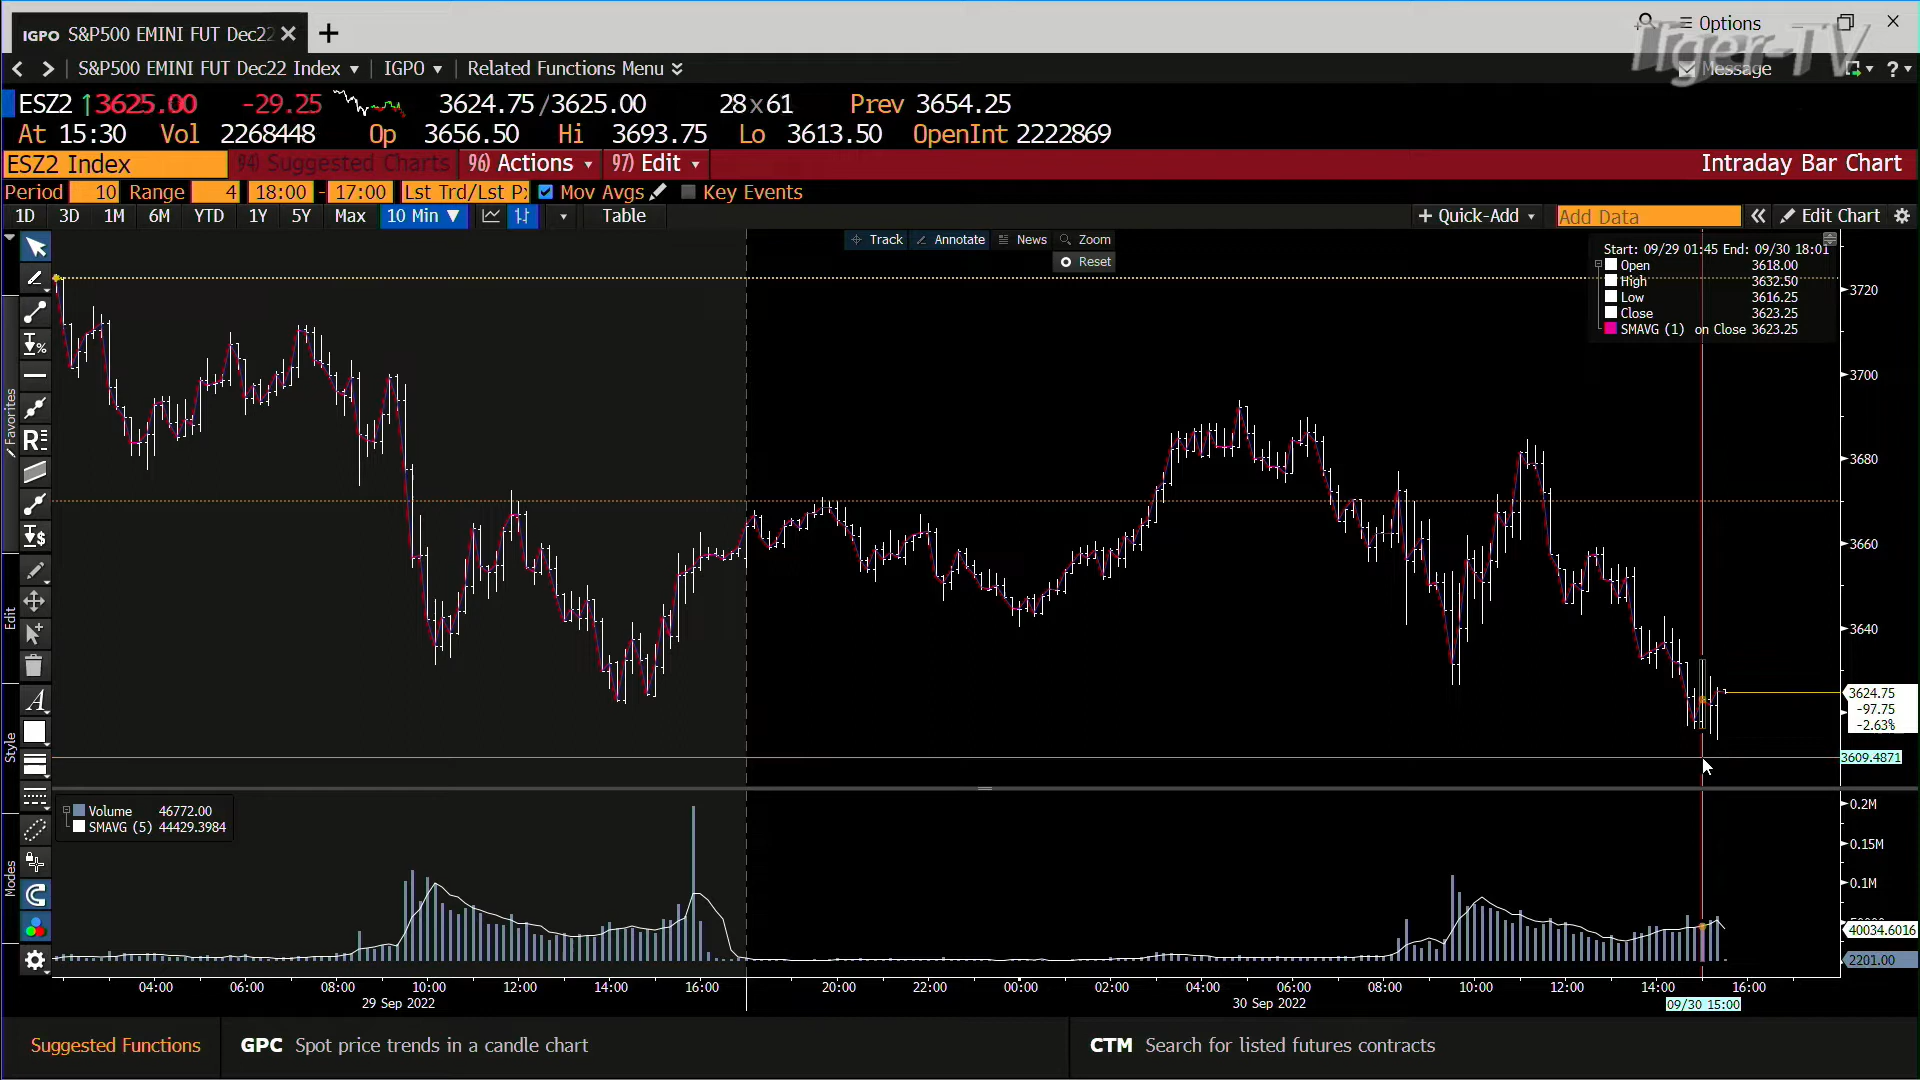 IGPO S&P500 EMINI FUT Dec22
Options
Tiger-TV
S&P500 EMINI FUT Dec22 Index IGPO Related Functions Menu
Message
ESZ2 ↑3625.00 -29.25 3624.75/3625.00 28x61 Prev 3654.25
At 15:30 Vol 2268448 Op 3656.50 Hi 3693.75 Lo 3613.50 OpenInt 2222869
ESZ2 Index 94) Suggested Charts 96) Actions 97) Edit Intraday Bar Chart
Period 10 Range 4 18:00 - 17:00 Lst Trd/Lst Px Mov Avgs Key Events
1D 3D 1M 6M YTD 1Y 5Y Max 10 Min ▼ Table + Quick-Add Add Data « Edit Chart
Track Annotate News Zoom
Reset
Start: 09/29 01:45 End: 09/30 18:01
Open 3618.00
High 3632.50
Low 3616.25
Close 3623.25
SMAVG (1) on Close 3623.25
3720
3700
3680
3660
3640
3624.75
-97.75
-2.63%
3609.4871
Favorites
Edit
Style
Modes
Volume 46772.00
SMAVG (5) 44429.3984
0.2M
0.15M
0.1M
40034.6016
2201.00
04:00 06:00 08:00 10:00 12:00 14:00 16:00 20:00 22:00 00:00 02:00 04:00 06:00 08:00 10:00 12:00 14:00 16:00
29 Sep 2022 30 Sep 2022 09/30 15:00
Suggested Functions GPC Spot price trends in a candle chart CTM Search for listed futures contracts